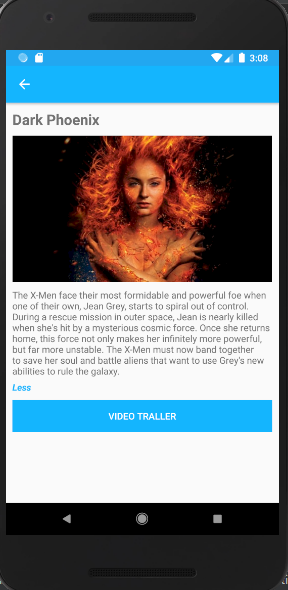 3:08
Dark Phoenix
The X-Men face their most formidable and powerful foe when
one of their own, Jean Grey, starts to spiral out of control.
During a rescue mission in outer space, Jean is nearly killed
when she's hit by a mysterious cosmic force. Once she returns
home, this force not only makes her infinitely more powerful,
but far more unstable. The X-Men must now band together
to save her soul and battle aliens that want to use Grey's new
abilities to rule the galaxy.
Less
VIDEO TRALLER